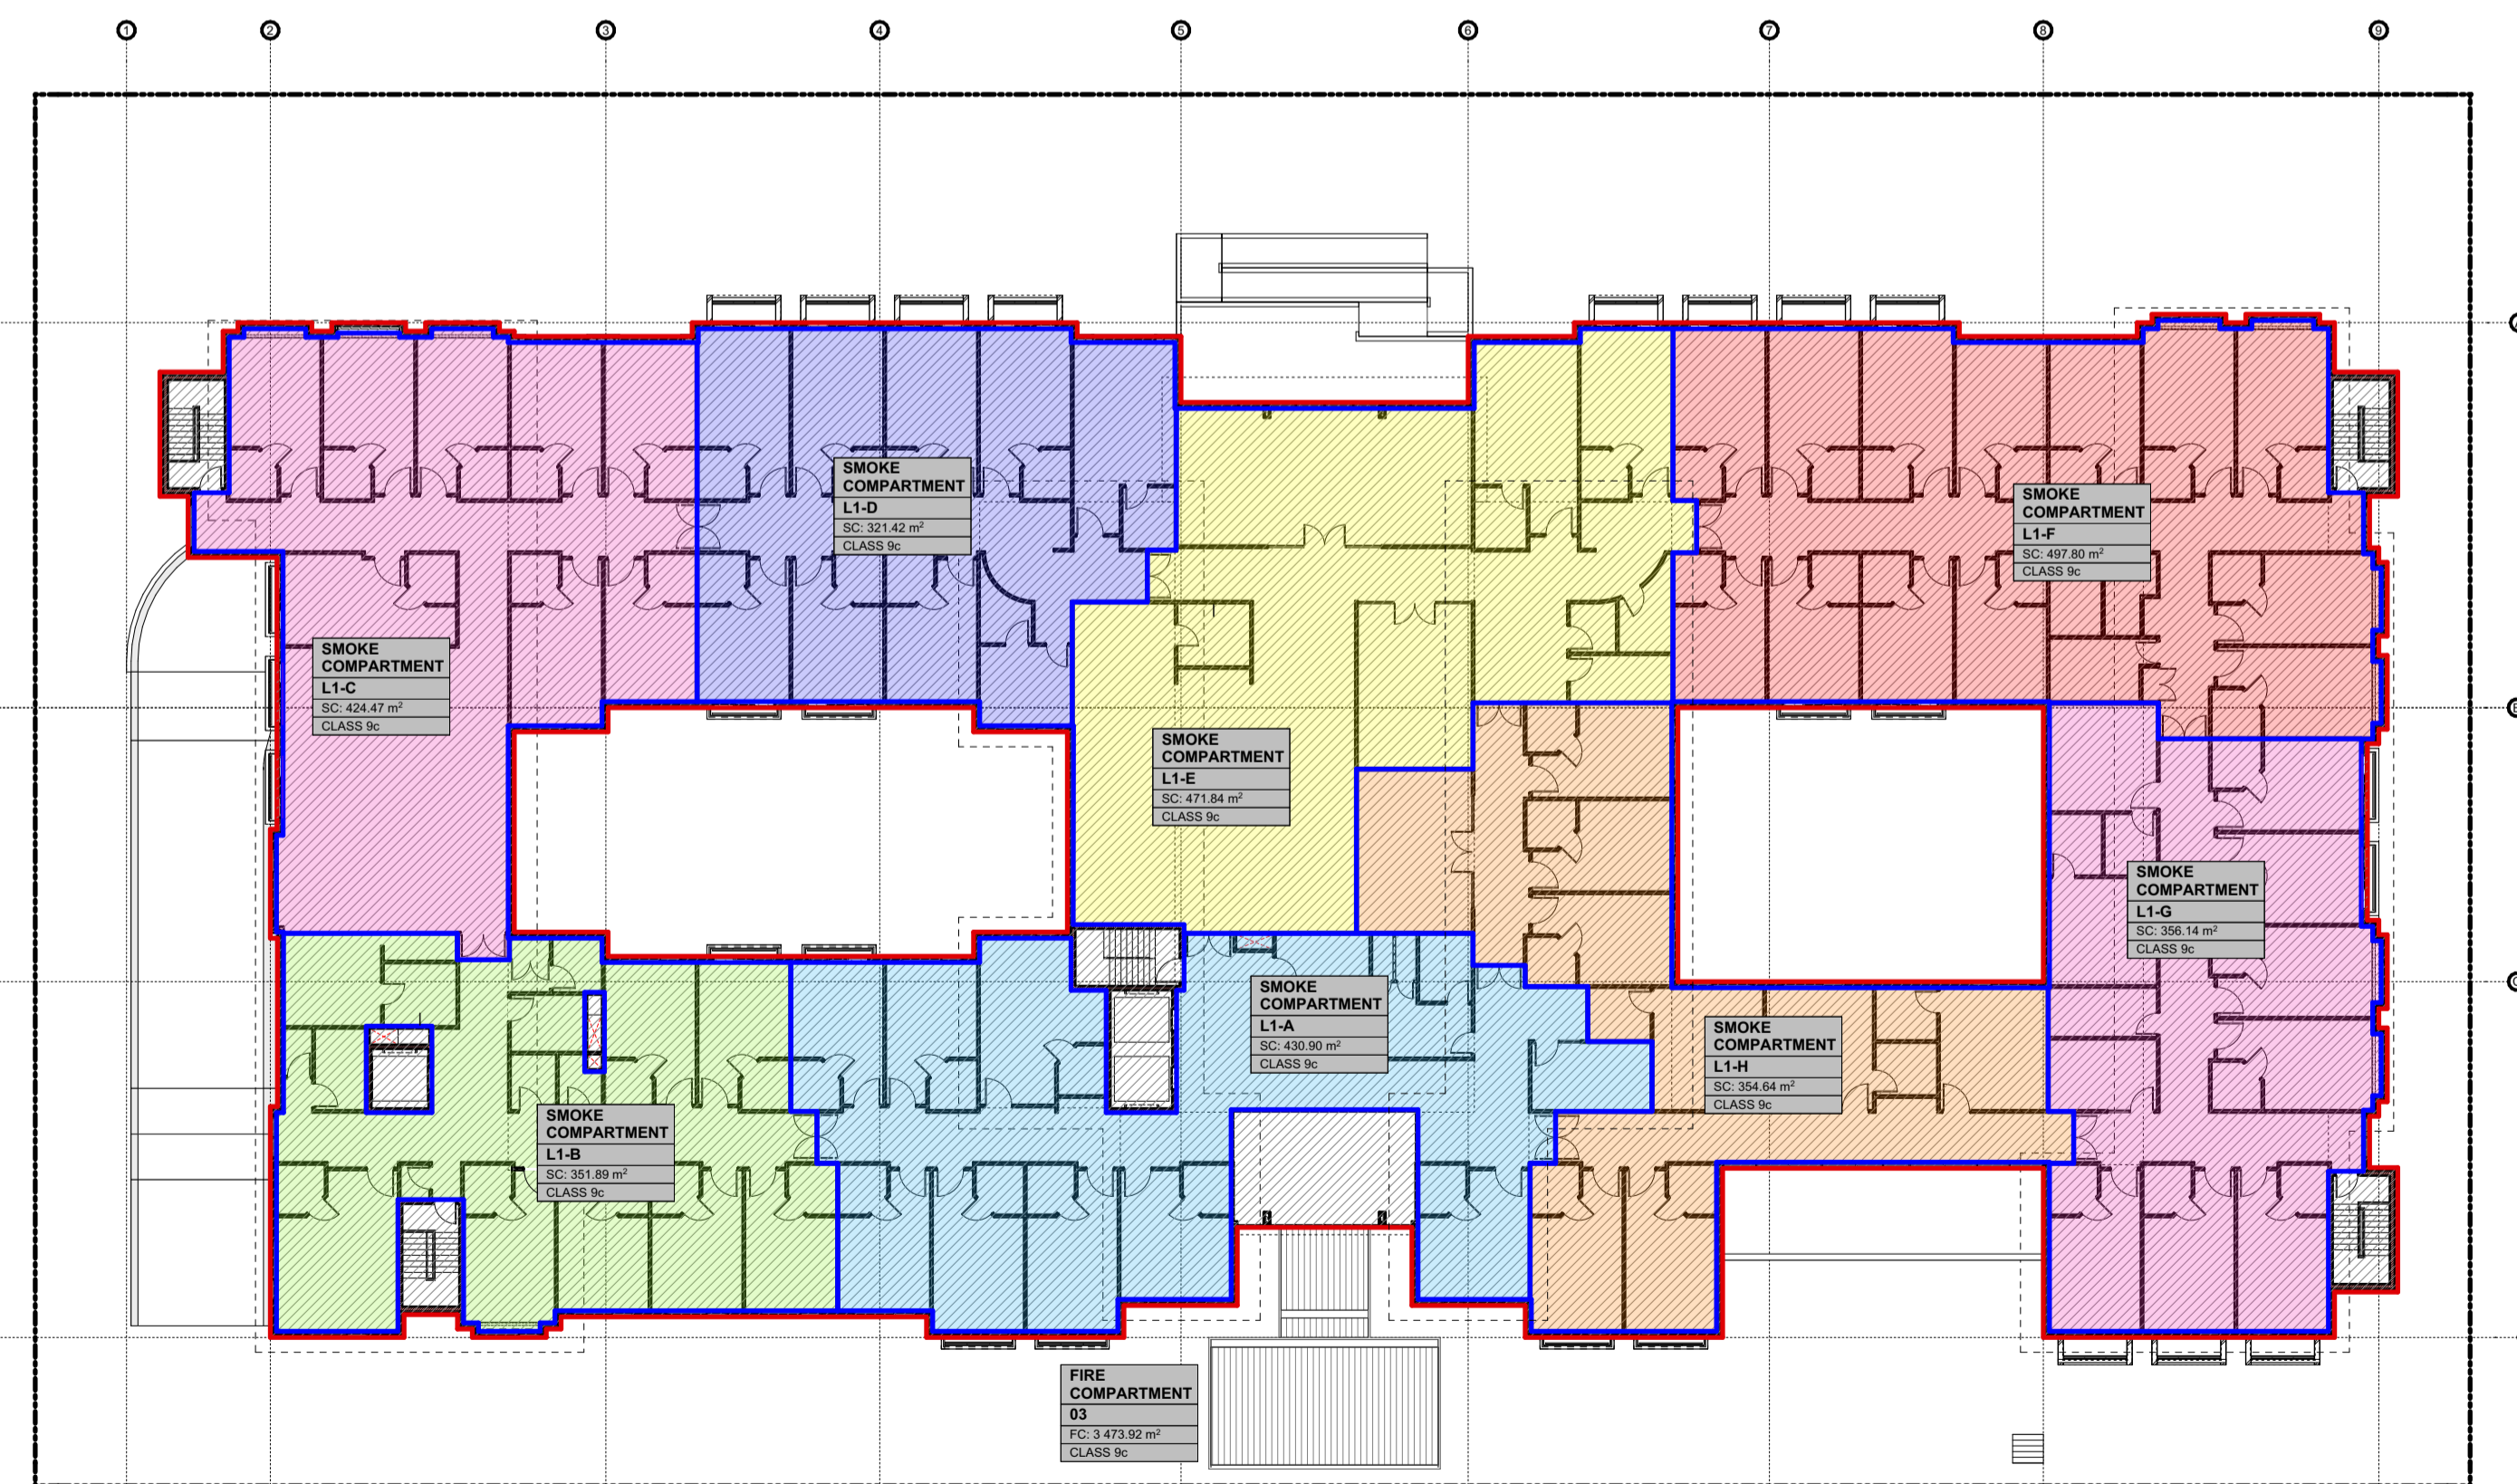 1 2 3 4 5 6 7 8 9
SMOKE
COMPARTMENT
L1-D
SC: 321.42 m²
CLASS 9c
SMOKE
COMPARTMENT
L1-F
SC: 497.80 m²
CLASS 9c
SMOKE
COMPARTMENT
L1-C
SC: 424.47 m²
CLASS 9c
SMOKE
COMPARTMENT
L1-E
SC: 471.84 m²
CLASS 9c
SMOKE
COMPARTMENT
L1-G
SC: 356.14 m²
CLASS 9c
SMOKE
COMPARTMENT
L1-A
SC: 430.90 m²
CLASS 9c
SMOKE
COMPARTMENT
L1-H
SC: 354.64 m²
CLASS 9c
SMOKE
COMPARTMENT
L1-B
SC: 351.89 m²
CLASS 9c
FIRE
COMPARTMENT
03
FC: 3 473.92 m²
CLASS 9c